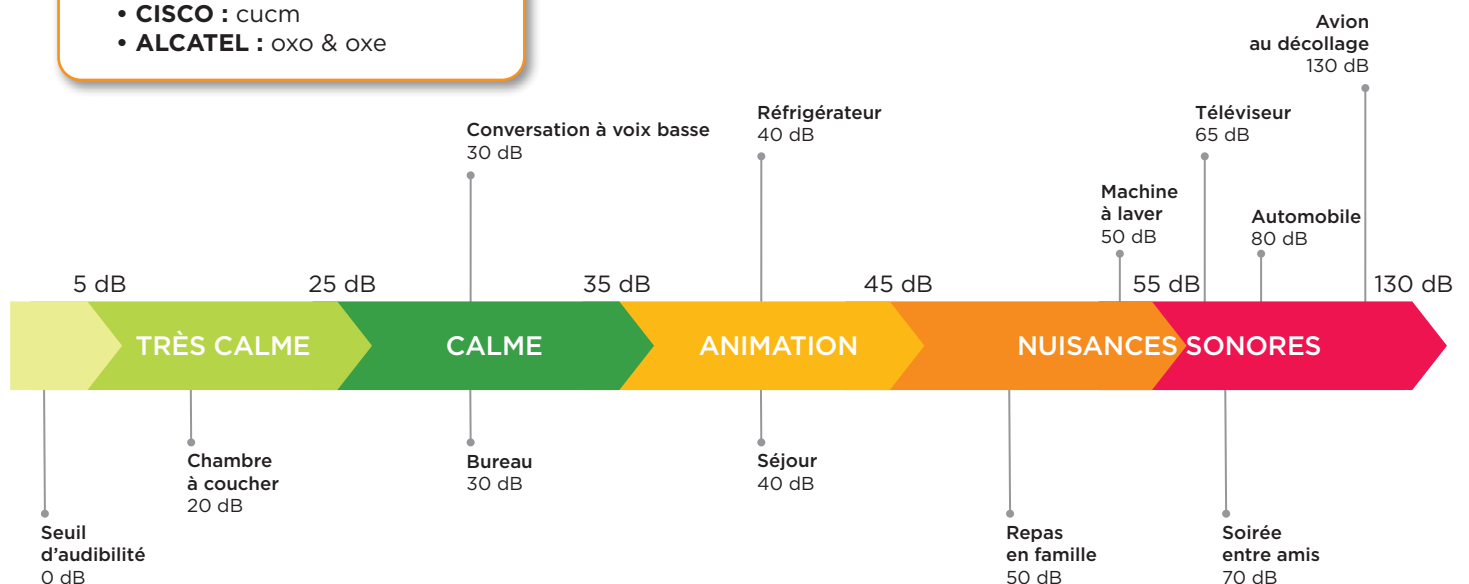 • CISCO : cucm
• ALCATEL : oxo & oxe
Avion
au décollage
130 dB
Conversation à voix basse
30 dB
Réfrigérateur
40 dB
Téléviseur
65 dB
Machine
à laver
50 dB
Automobile
80 dB
5 dB
25 dB
35 dB
45 dB
55 dB
130 dB
TRÈS CALME
CALME
ANIMATION
NUISANCES SONORES
Seuil
d'audibilité
0 dB
Chambre
à coucher
20 dB
Bureau
30 dB
Séjour
40 dB
Repas
en famille
50 dB
Soirée
entre amis
70 dB